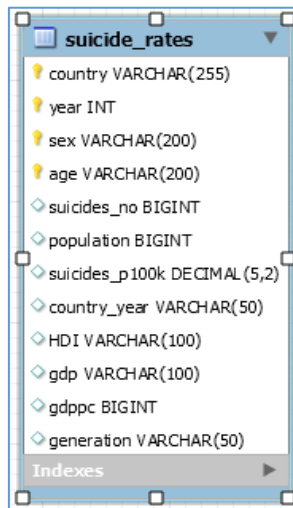 suicide_rates
country VARCHAR(255)
year INT
sex VARCHAR(200)
age VARCHAR(200)
suicides_no BIGINT
population BIGINT
suicides_p100k DECIMAL(5,2)
country_year VARCHAR(50)
HDI VARCHAR(100)
gdp VARCHAR(100)
gdppc BIGINT
generation VARCHAR(50)
Indexes